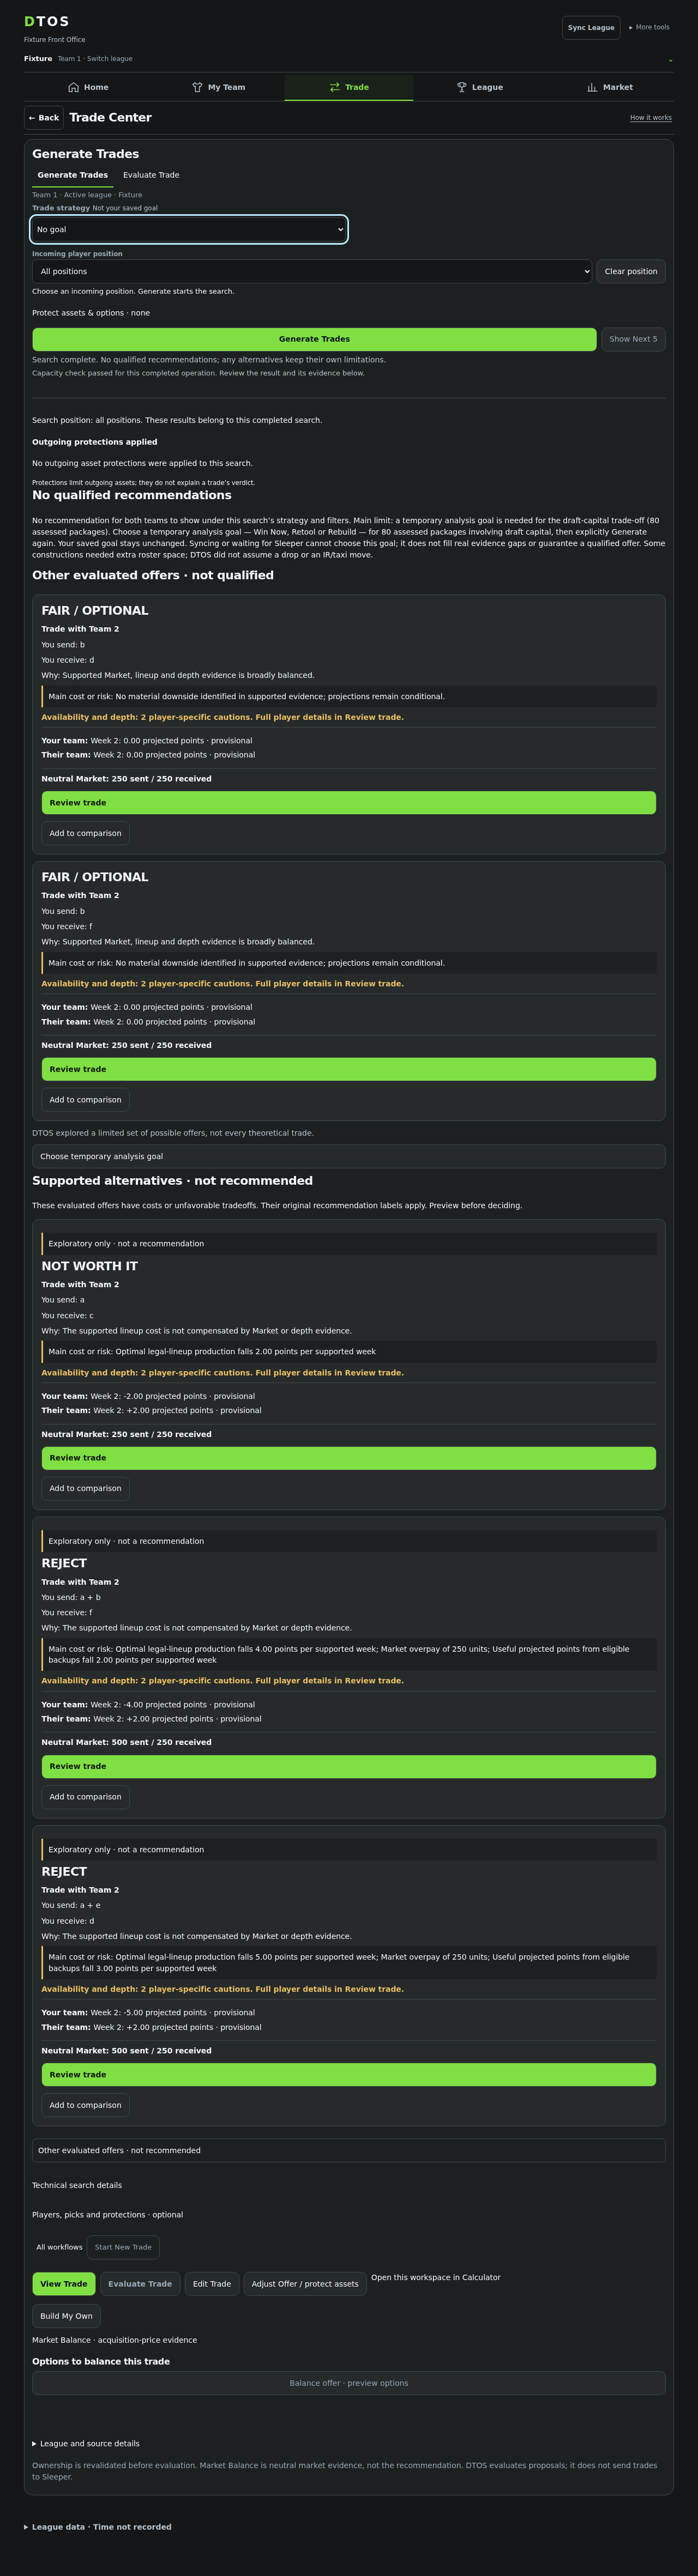 DTOS
Fixture Front Office
Sync League
▸ More tools
Fixture Team 1 · Switch league
Home
My Team
Trade
League
Market
← Back
Trade Center
How it works
Generate Trades
Generate Trades
Evaluate Trade
Team 1 · Active league · Fixture
Trade strategy Not your saved goal
No goal
Incoming player position
All positions
Clear position
Choose an incoming position. Generate starts the search.
Protect assets & options · none
Generate Trades
Show Next 5
Search complete. No qualified recommendations; any alternatives keep their own limitations.
Capacity check passed for this completed operation. Review the result and its evidence below.
Search position: all positions. These results belong to this completed search.
Outgoing protections applied
No outgoing asset protections were applied to this search.
Protections limit outgoing assets; they do not explain a trade's verdict.
No qualified recommendations
No recommendation for both teams to show under this search's strategy and filters. Main limit: a temporary analysis goal is needed for the draft-capital trade-off (80
assessed packages). Choose a temporary analysis goal — Win Now, Retool or Rebuild — for 80 assessed packages involving draft capital, then explicitly Generate
again. Your saved goal stays unchanged. Syncing or waiting for Sleeper cannot choose this goal; it does not fill real evidence gaps or guarantee a qualified offer. Some
constructions needed extra roster space; DTOS did not assume a drop or an IR/taxi move.
Other evaluated offers · not qualified
FAIR / OPTIONAL
Trade with Team 2
You send: b
You receive: d
Why: Supported Market, lineup and depth evidence is broadly balanced.
Main cost or risk: No material downside identified in supported evidence; projections remain conditional.
Availability and depth: 2 player-specific cautions. Full player details in Review trade.
Your team: Week 2: 0.00 projected points · provisional
Their team: Week 2: 0.00 projected points · provisional
Neutral Market: 250 sent / 250 received
Review trade
Add to comparison
FAIR / OPTIONAL
Trade with Team 2
You send: b
You receive: f
Why: Supported Market, lineup and depth evidence is broadly balanced.
Main cost or risk: No material downside identified in supported evidence; projections remain conditional.
Availability and depth: 2 player-specific cautions. Full player details in Review trade.
Your team: Week 2: 0.00 projected points · provisional
Their team: Week 2: 0.00 projected points · provisional
Neutral Market: 250 sent / 250 received
Review trade
Add to comparison
DTOS explored a limited set of possible offers, not every theoretical trade.
Choose temporary analysis goal
Supported alternatives · not recommended
These evaluated offers have costs or unfavorable tradeoffs. Their original recommendation labels apply. Preview before deciding.
Exploratory only · not a recommendation
NOT WORTH IT
Trade with Team 2
You send: a
You receive: c
Why: The supported lineup cost is not compensated by Market or depth evidence.
Main cost or risk: Optimal legal-lineup production falls 2.00 points per supported week
Availability and depth: 2 player-specific cautions. Full player details in Review trade.
Your team: Week 2: -2.00 projected points · provisional
Their team: Week 2: +2.00 projected points · provisional
Neutral Market: 250 sent / 250 received
Review trade
Add to comparison
Exploratory only · not a recommendation
REJECT
Trade with Team 2
You send: a + b
You receive: f
Why: The supported lineup cost is not compensated by Market or depth evidence.
Main cost or risk: Optimal legal-lineup production falls 4.00 points per supported week; Market overpay of 250 units; Useful projected points from eligible
backups fall 2.00 points per supported week
Availability and depth: 2 player-specific cautions. Full player details in Review trade.
Your team: Week 2: -4.00 projected points · provisional
Their team: Week 2: +2.00 projected points · provisional
Neutral Market: 500 sent / 250 received
Review trade
Add to comparison
Exploratory only · not a recommendation
REJECT
Trade with Team 2
You send: a + e
You receive: d
Why: The supported lineup cost is not compensated by Market or depth evidence.
Main cost or risk: Optimal legal-lineup production falls 5.00 points per supported week; Market overpay of 250 units; Useful projected points from eligible
backups fall 3.00 points per supported week
Availability and depth: 2 player-specific cautions. Full player details in Review trade.
Your team: Week 2: -5.00 projected points · provisional
Their team: Week 2: +2.00 projected points · provisional
Neutral Market: 500 sent / 250 received
Review trade
Add to comparison
Other evaluated offers · not recommended
Technical search details
Players, picks and protections · optional
All workflows
Start New Trade
View Trade
Evaluate Trade
Edit Trade
Adjust Offer / protect assets
Open this workspace in Calculator
Build My Own
Market Balance · acquisition-price evidence
Options to balance this trade
Balance offer · preview options
▸ League and source details
Ownership is revalidated before evaluation. Market Balance is neutral market evidence, not the recommendation. DTOS evaluates proposals; it does not send trades
to Sleeper.
▸ League data · Time not recorded